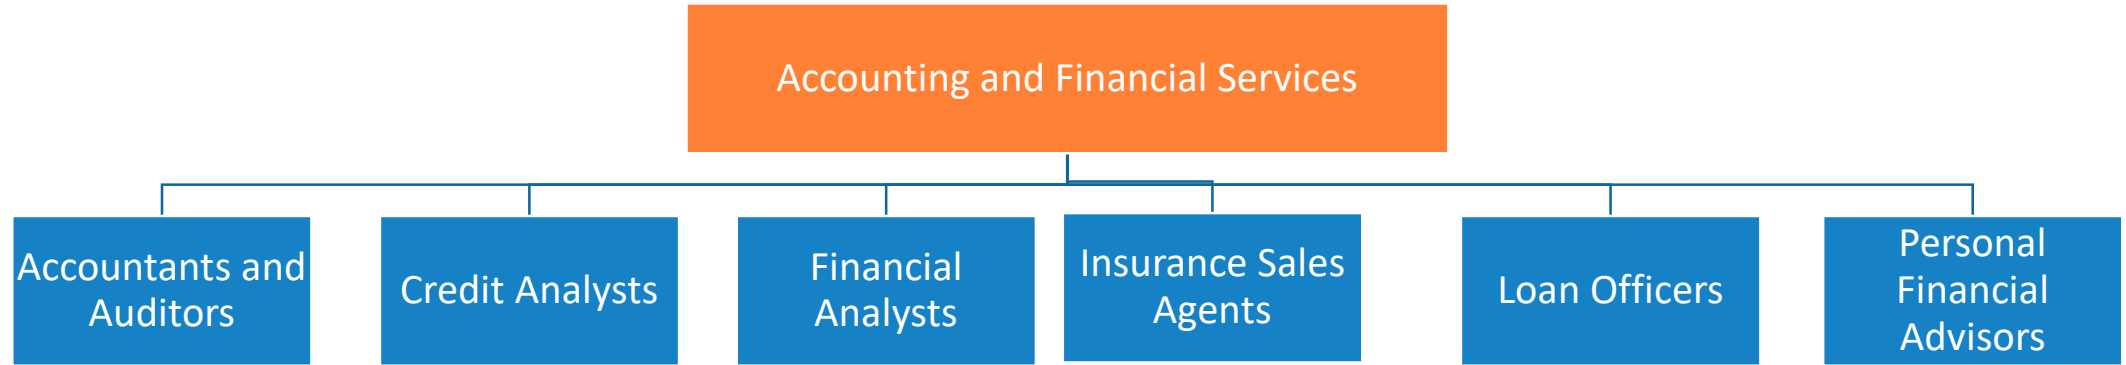 Accounting and Financial Services
Accountants and
Auditors
Credit Analysts
Financial
Analysts
Insurance Sales
Agents
Loan Officers
Personal
Financial
Advisors